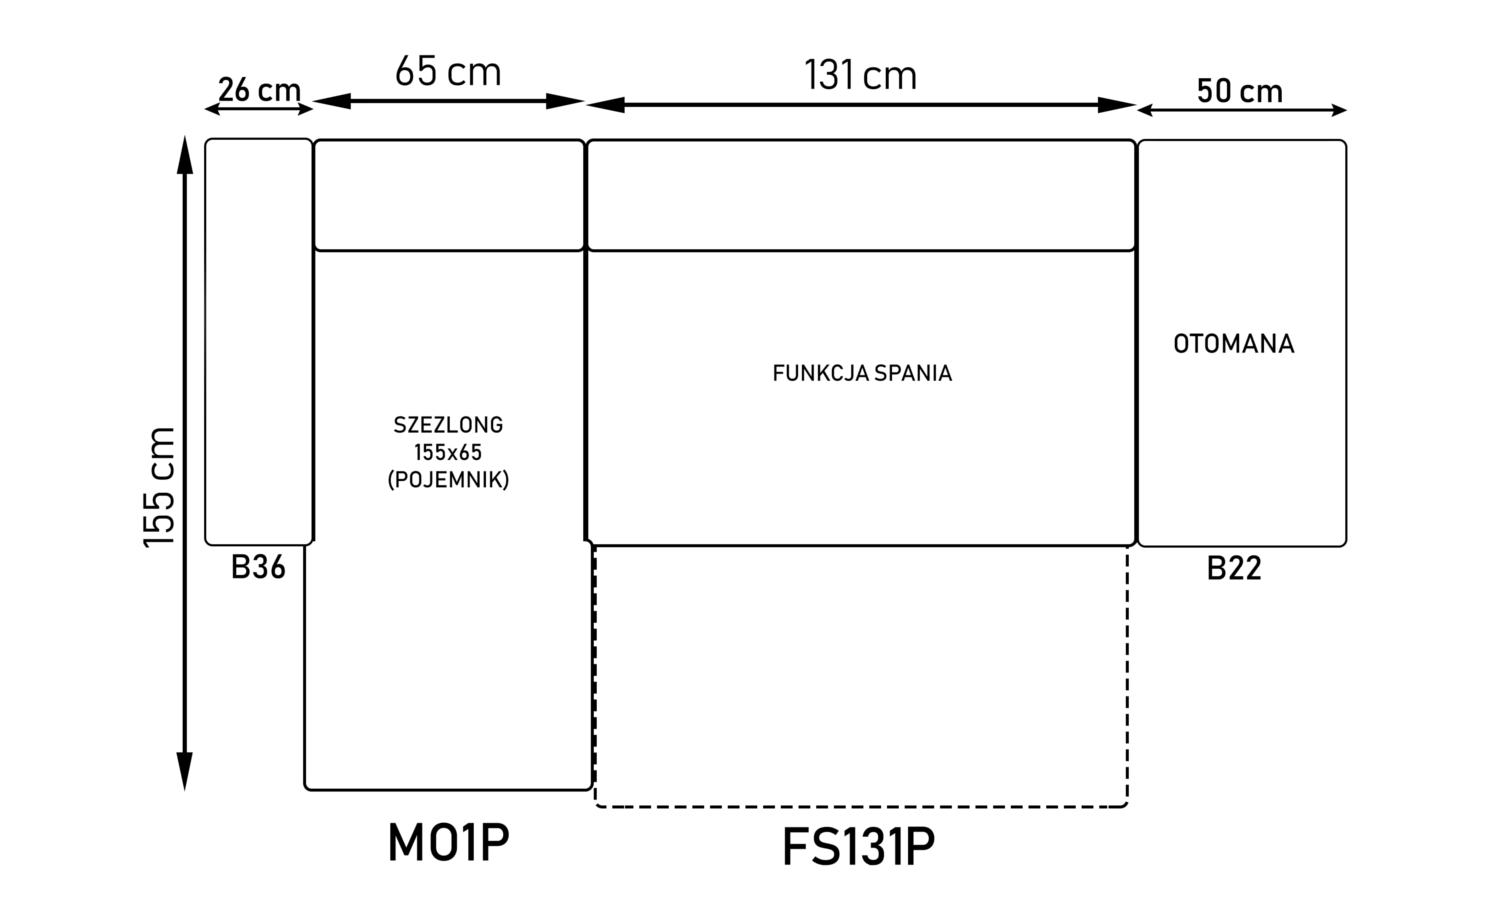 26 cm
65 cm
131 cm
50 cm
155 cm
SZEZLONG
155x65
(POJEMNIK)
FUNKCJA SPANIA
OTOMANA
B36
B22
MO1P
FS131P